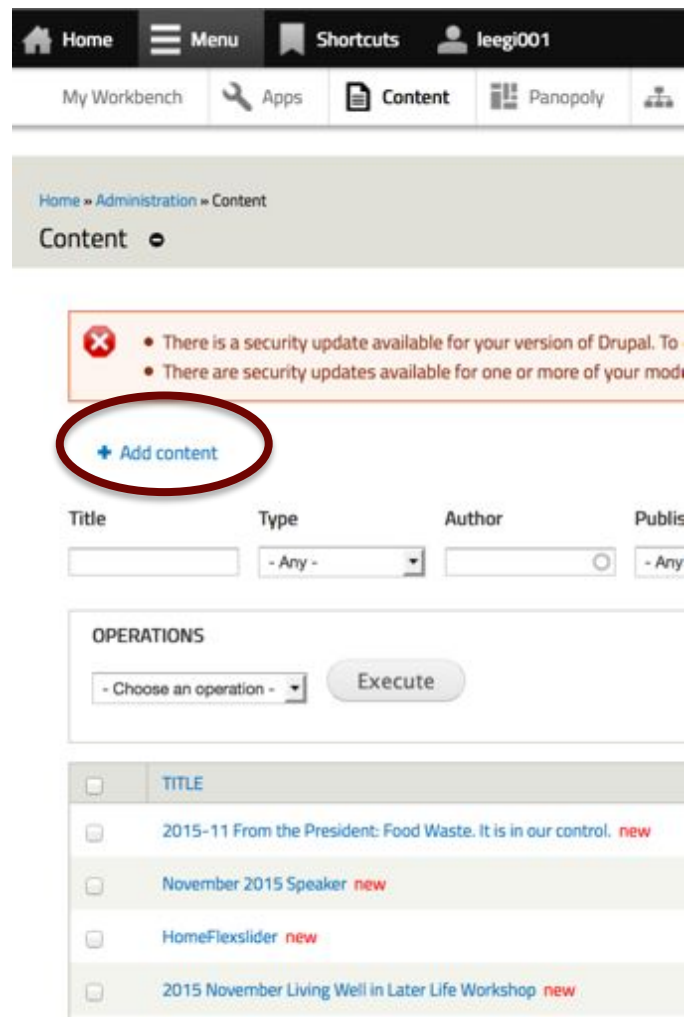 Home Menu Shortcuts leegi001
My Workbench Apps Content Panopoly
Home » Administration » Content
Content
• There is a security update available for your version of Drupal. To
• There are security updates available for one or more of your mod
+ Add content
Title Type Author Publis
- Any - - Any
OPERATIONS
- Choose an operation - Execute
TITLE
2015-11 From the President: Food Waste. It is in our control. new
November 2015 Speaker new
HomeFlexslider new
2015 November Living Well in Later Life Workshop new